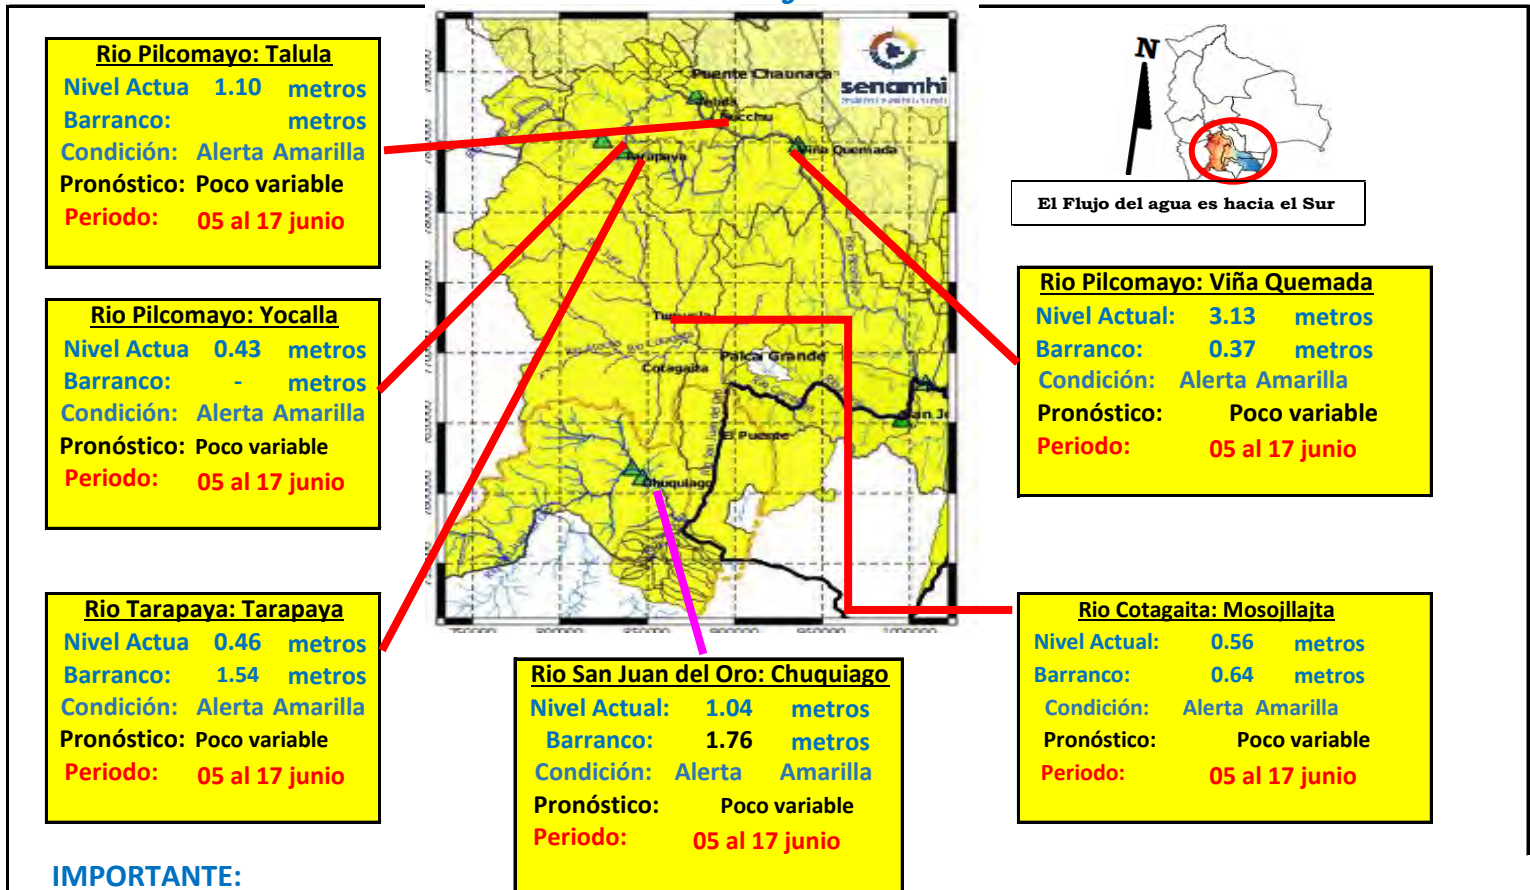 Rio Pilcomayo: Talula
Nivel Actua 1.10 metros
Barranco: metros
Condición: Alerta Amarilla
Pronóstico: Poco variable
Periodo: 05 al 17 junio
Rio Pilcomayo: Yocalla
Nivel Actua 0.43 metros
Barranco: - metros
Condición: Alerta Amarilla
Pronóstico: Poco variable
Periodo: 05 al 17 junio
Rio Tarapaya: Tarapaya
Nivel Actua 0.46 metros
Barranco: 1.54 metros
Condición: Alerta Amarilla
Pronóstico: Poco variable
Periodo: 05 al 17 junio
senamhi
Puente Chaunaca
Viña Quemada
Tarapaya
Palca Grande
Cotagaita
El Puente
Chuquiago
750000 800000 850000 900000 950000 1000000
N
El Flujo del agua es hacia el Sur
Rio Pilcomayo: Viña Quemada
Nivel Actual: 3.13 metros
Barranco: 0.37 metros
Condición: Alerta Amarilla
Pronóstico: Poco variable
Periodo: 05 al 17 junio
Rio Cotagaita: Mosojllajta
Nivel Actual: 0.56 metros
Barranco: 0.64 metros
Condición: Alerta Amarilla
Pronóstico: Poco variable
Periodo: 05 al 17 junio
Rio San Juan del Oro: Chuquiago
Nivel Actual: 1.04 metros
Barranco: 1.76 metros
Condición: Alerta Amarilla
Pronóstico: Poco variable
Periodo: 05 al 17 junio
IMPORTANTE: